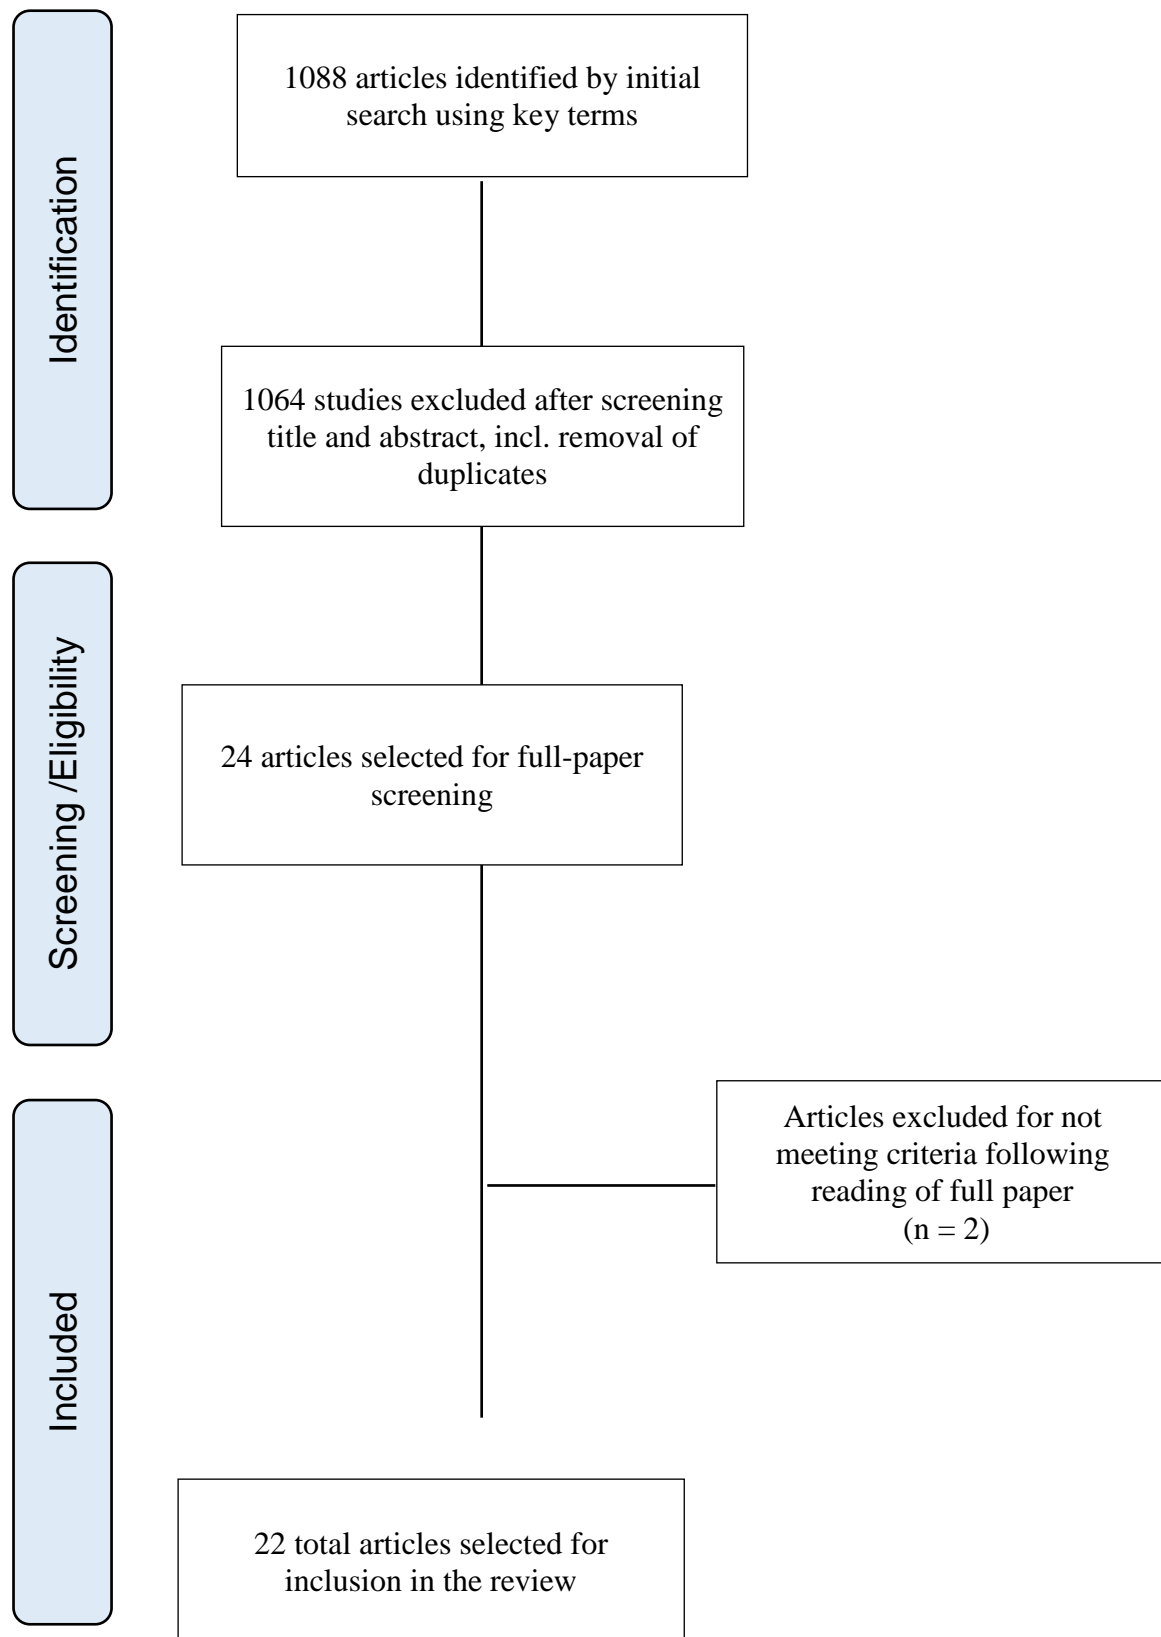 Identification
1088 articles identified by initial
search using key terms
1064 studies excluded after screening
title and abstract, incl. removal of
duplicates
Screening /Eligibility
24 articles selected for full-paper
screening
Included
Articles excluded for not
meeting criteria following
reading of full paper
(n = 2)
22 total articles selected for
inclusion in the review